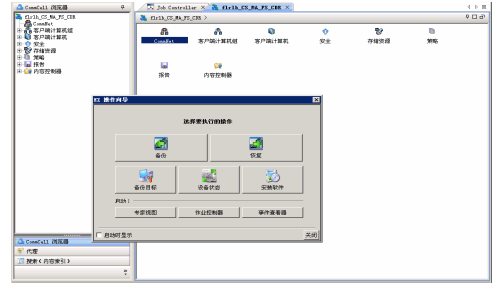 CommCell 浏览器
Job Controller
flrlb_CS_MA_FS_CDR
flrlb_CS_MA_FS_CDR >
flrlb_CS_MA_FS_CDR
CommNet
客户端计算机组
客户端计算机
安全
存储资源
策略
报告
内容控制器
CommNet
客户端计算机组
客户端计算机
安全
存储资源
策略
报告
内容控制器
EZ 操作向导
选择要执行的操作
备份
恢复
备份目标
设备状态
安装软件
启动:
专家视图
作业控制器
事件查看器
启动时显示
关闭
CommCell 浏览器
代理
搜索(内容索引)